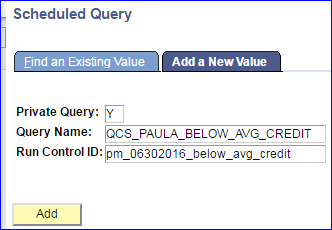 Scheduled Query
Find an Existing Value Add a New Value
Private Query: Y
Query Name: QCS_PAULA_BELOW_AVG_CREDIT
Run Control ID: pm_06302016_below_avg_credit
Add